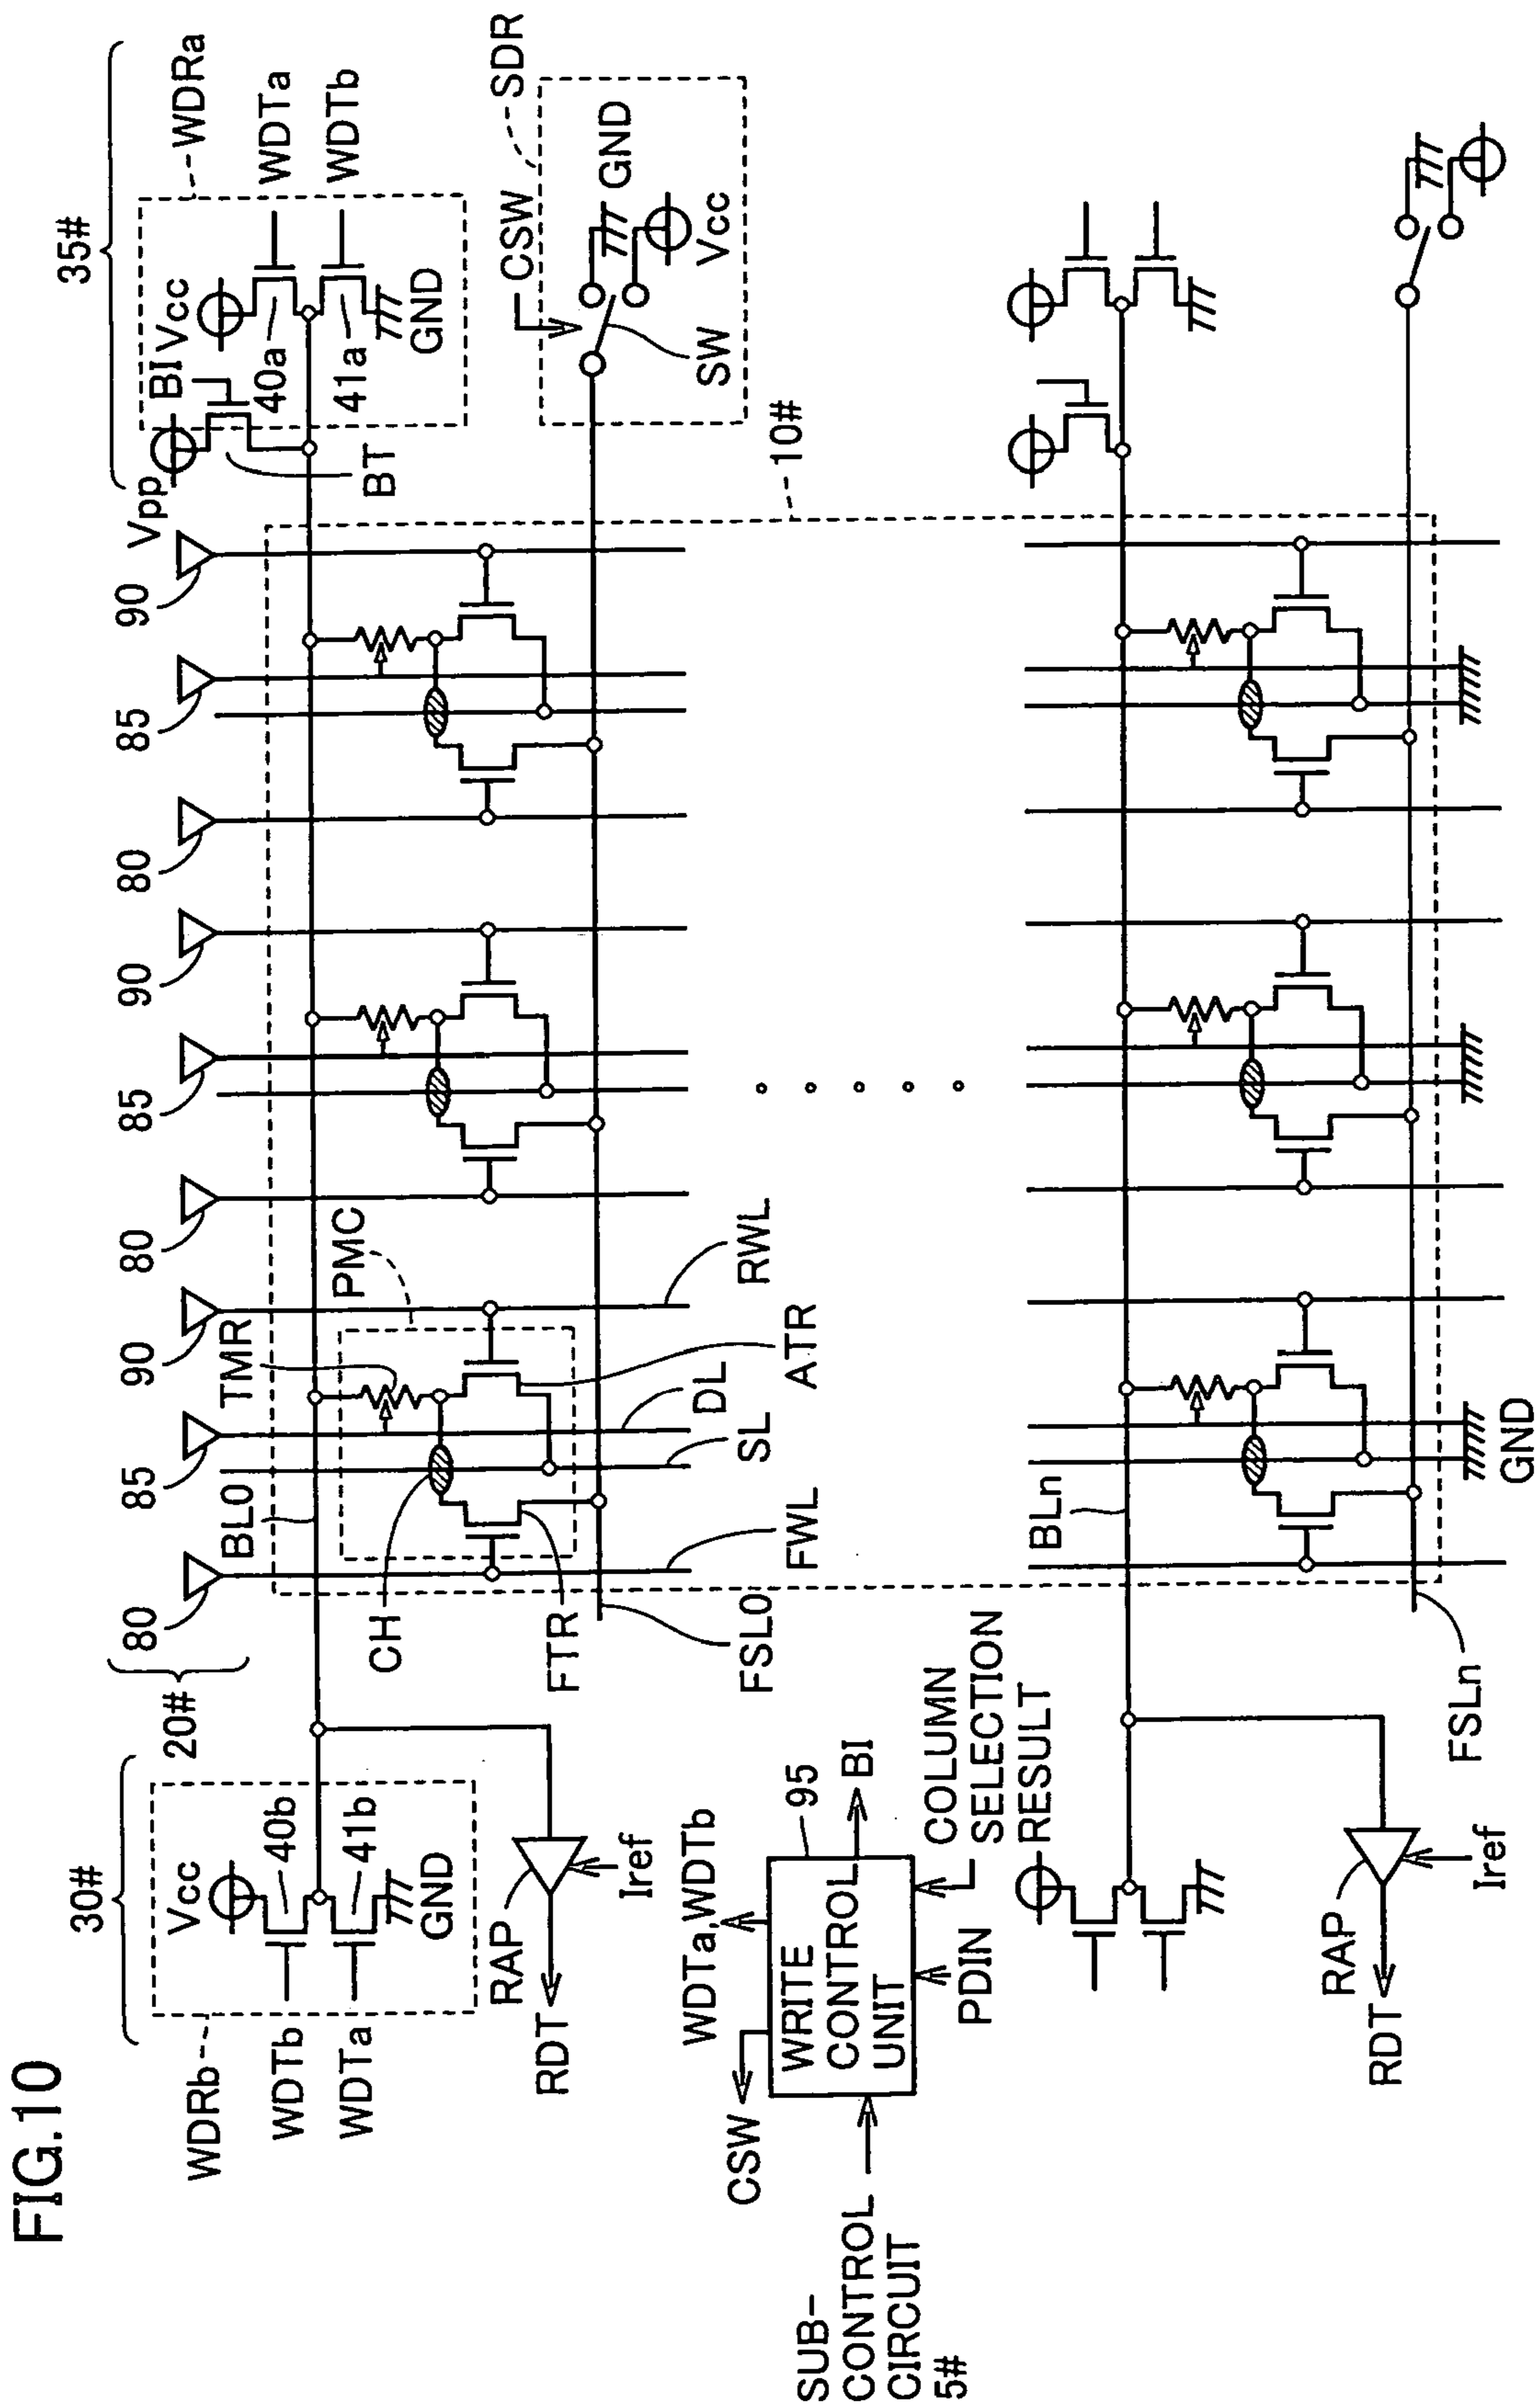 FIG.10
30#
20#
35#
WDRb
Vcc
40b
41b
GND
WDTb
WDTa
RAP
Iref
RDT
80
85
90
80
85
90
80
85
90
Vpp
BL0
TMR
PMC
CH
FTR
FSL0
FWL
SL
DL
ATR
RWL
10#
BI
Vcc
BT
40a
41a
GND
WDRa
WDTa
WDTb
SDR
CSW
GND
Vcc
SW
CSW
WDTa,WDTb
95
BI
WRITE
CONTROL
UNIT
SUB-
CONTROL
CIRCUIT
5#
PDIN
COLUMN
SELECTION
RESULT
BLn
FSLn
GND
RAP
Iref
RDT